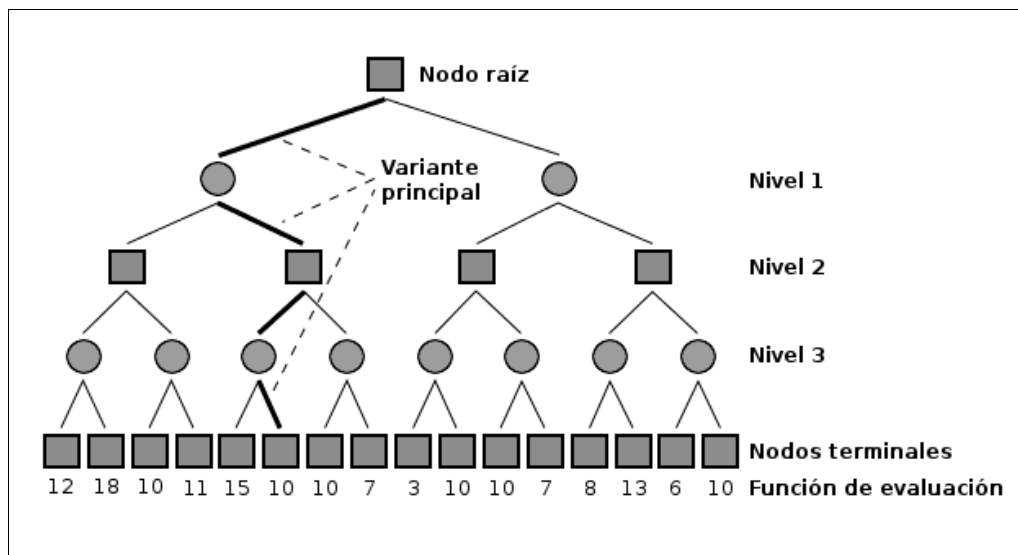 Nodo raíz
Variante
principal
Nivel 1
Nivel 2
Nivel 3
Nodos terminales
12 18 10 11 15 10 10 7 3 10 10 7 8 13 6 10 Función de evaluación